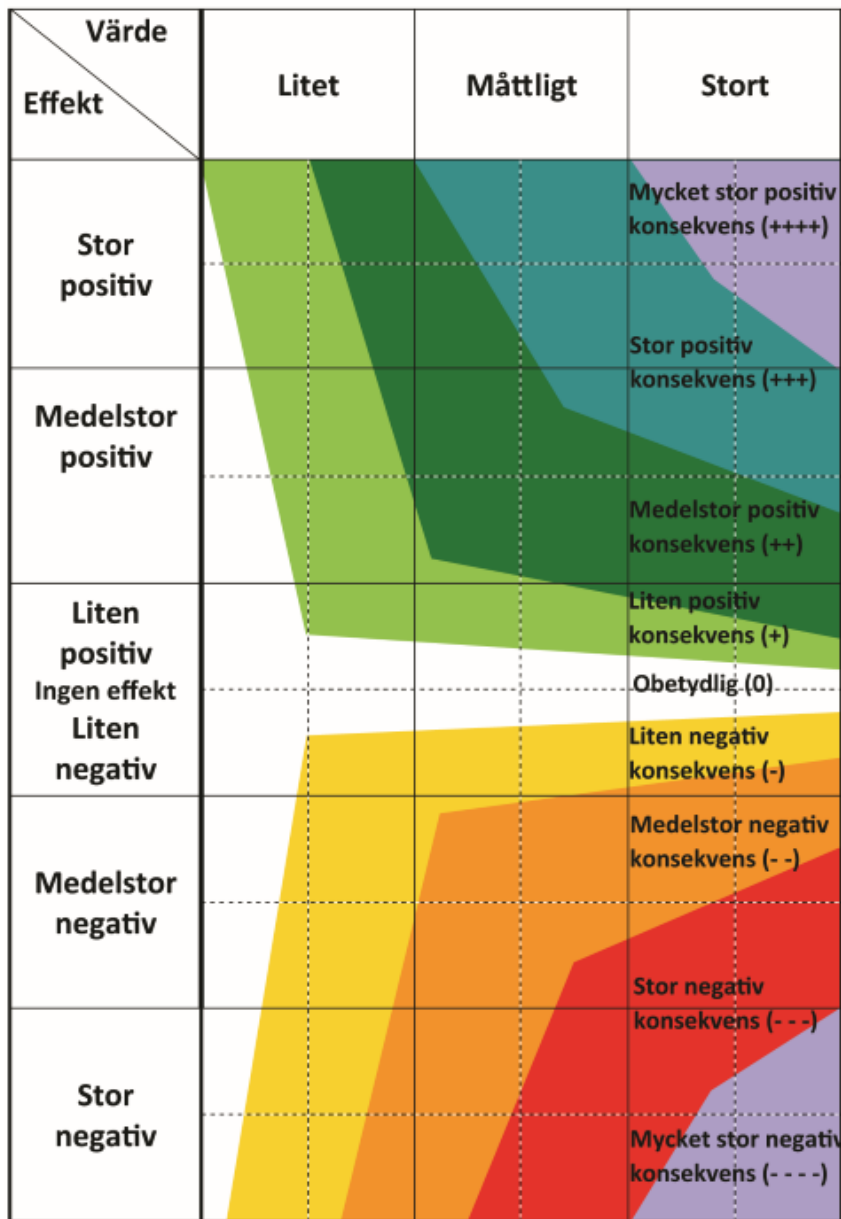 Värde
Effekt
Litet
Måttligt
Stort
Stor
positiv
Mycket stor positiv
konsekvens (++++)
Stor positiv
konsekvens (+++)
Medelstor
positiv
Medelstor positiv
konsekvens (++)
Liten
positiv
Ingen effekt
Liten
negativ
Liten positiv
konsekvens (+)
Obetydlig (0)
Liten negativ
konsekvens (-)
Medelstor
negativ
Medelstor negativ
konsekvens (- -)
Stor negativ
konsekvens (- - -)
Stor
negativ
Mycket stor negativ
konsekvens (- - - -)